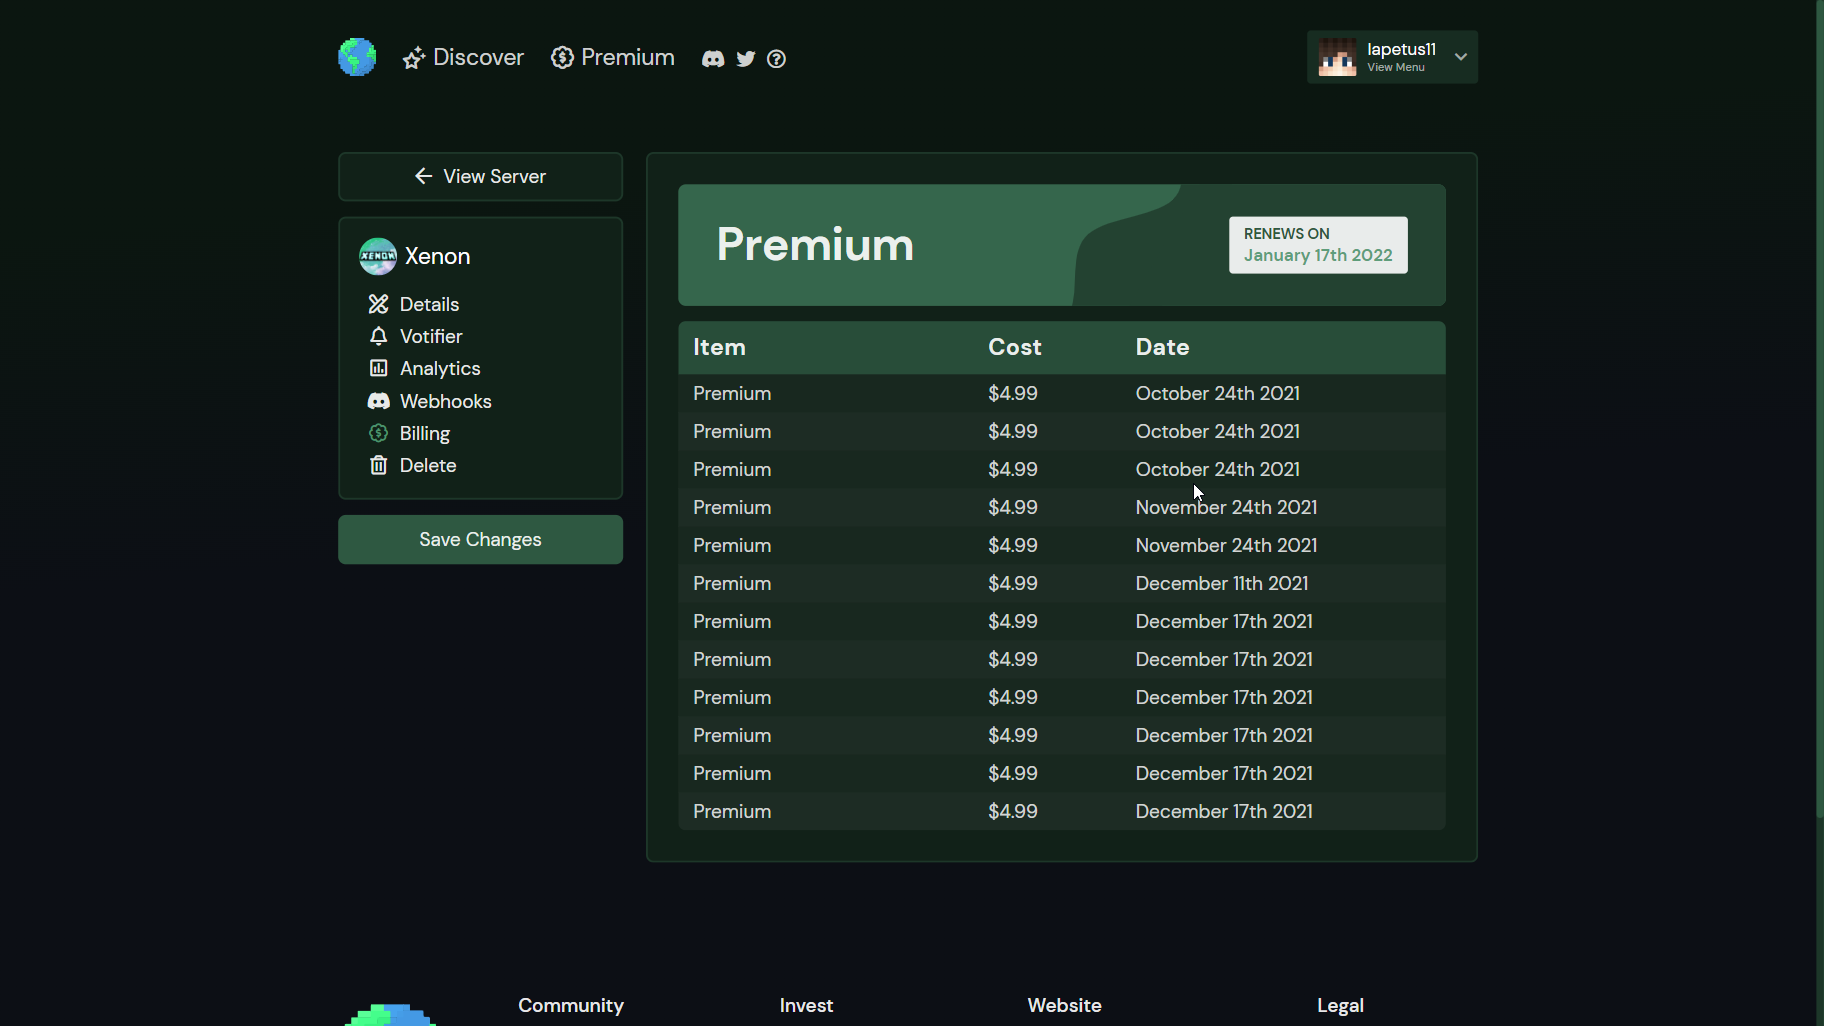 Discover
Premium
Iapetus11
View Menu
View Server
XENON
Xenon
Details
Votifier
Analytics
Webhooks
Billing
Delete
Save Changes
Premium
RENEWS ON
January 17th 2022
Item Cost Date
Premium $4.99 October 24th 2021
Premium $4.99 October 24th 2021
Premium $4.99 October 24th 2021
Premium $4.99 November 24th 2021
Premium $4.99 November 24th 2021
Premium $4.99 December 11th 2021
Premium $4.99 December 17th 2021
Premium $4.99 December 17th 2021
Premium $4.99 December 17th 2021
Premium $4.99 December 17th 2021
Premium $4.99 December 17th 2021
Premium $4.99 December 17th 2021
Community Invest Website Legal